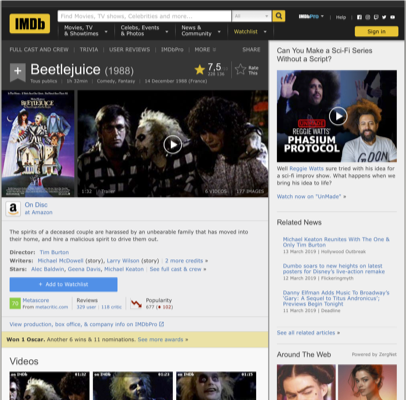 IMDb
Find Movies, TV shows, Celebrities and more...
All
IMDbPro
Help
Movies, TV
& Showtimes
Celebs, Events
& Photos
News &
Community
Watchlist
Sign in
FULL CAST AND CREW | TRIVIA | USER REVIEWS | IMDbPro | MORE
SHARE
Beetlejuice (1988)
7,5
Rate
This
Tous publics | 1h 32min | Comedy, Fantasy | 14 December 1988 (France)
BEETLEJUICE
1:32
6 VIDEOS
177 IMAGES
On Disc
at Amazon
The spirits of a deceased couple are harassed by an unbearable family that has moved into
their home, and hire a malicious spirit to drive them out.
Director: Tim Burton
Writers: Michael McDowell (story), Larry Wilson (story) | 2 more credits »
Stars: Alec Baldwin, Geena Davis, Michael Keaton | See full cast & crew »
+ Add to Watchlist
Metascore
From metacritic.com
Reviews
329 user | 118 critic
Popularity
677
View production, box office, & company info on IMDbPro
Won 1 Oscar. Another 6 wins & 11 nominations. See more awards »
Videos
Can You Make a Sci-Fi Series
Without a Script?
REGGIE WATTS'
PHASIUM
PROTOCOL
Well Reggie Watts sure tried with his idea for
a sci-fi improv show. What happens when we
bring his idea to life?
Watch now on "UnMade" »
Related News
Michael Keaton Reunites With The One
& Only Tim Burton
12 March 2019 | Hollywood Outbreak
Dumbo soars to new heights on latest
posters for Disney's live-action remake
12 March 2019 | Flickeringmyth
Danny Elfman Adds Music To Broadway's
'Gary: A Sequel to Titus Andronicus';
Previews Begin Tonight
11 March 2019 | Deadline
See all related articles »
Around The Web
Powered by ZergNet